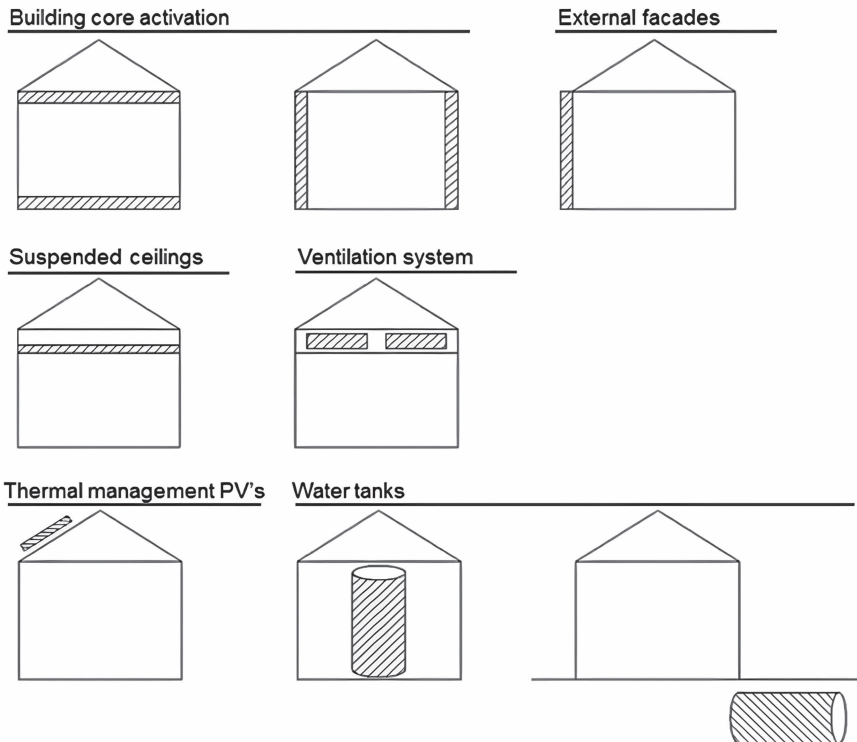 Building core activation
External facades
Suspended ceilings
Ventilation system
Thermal management PV's
Water tanks